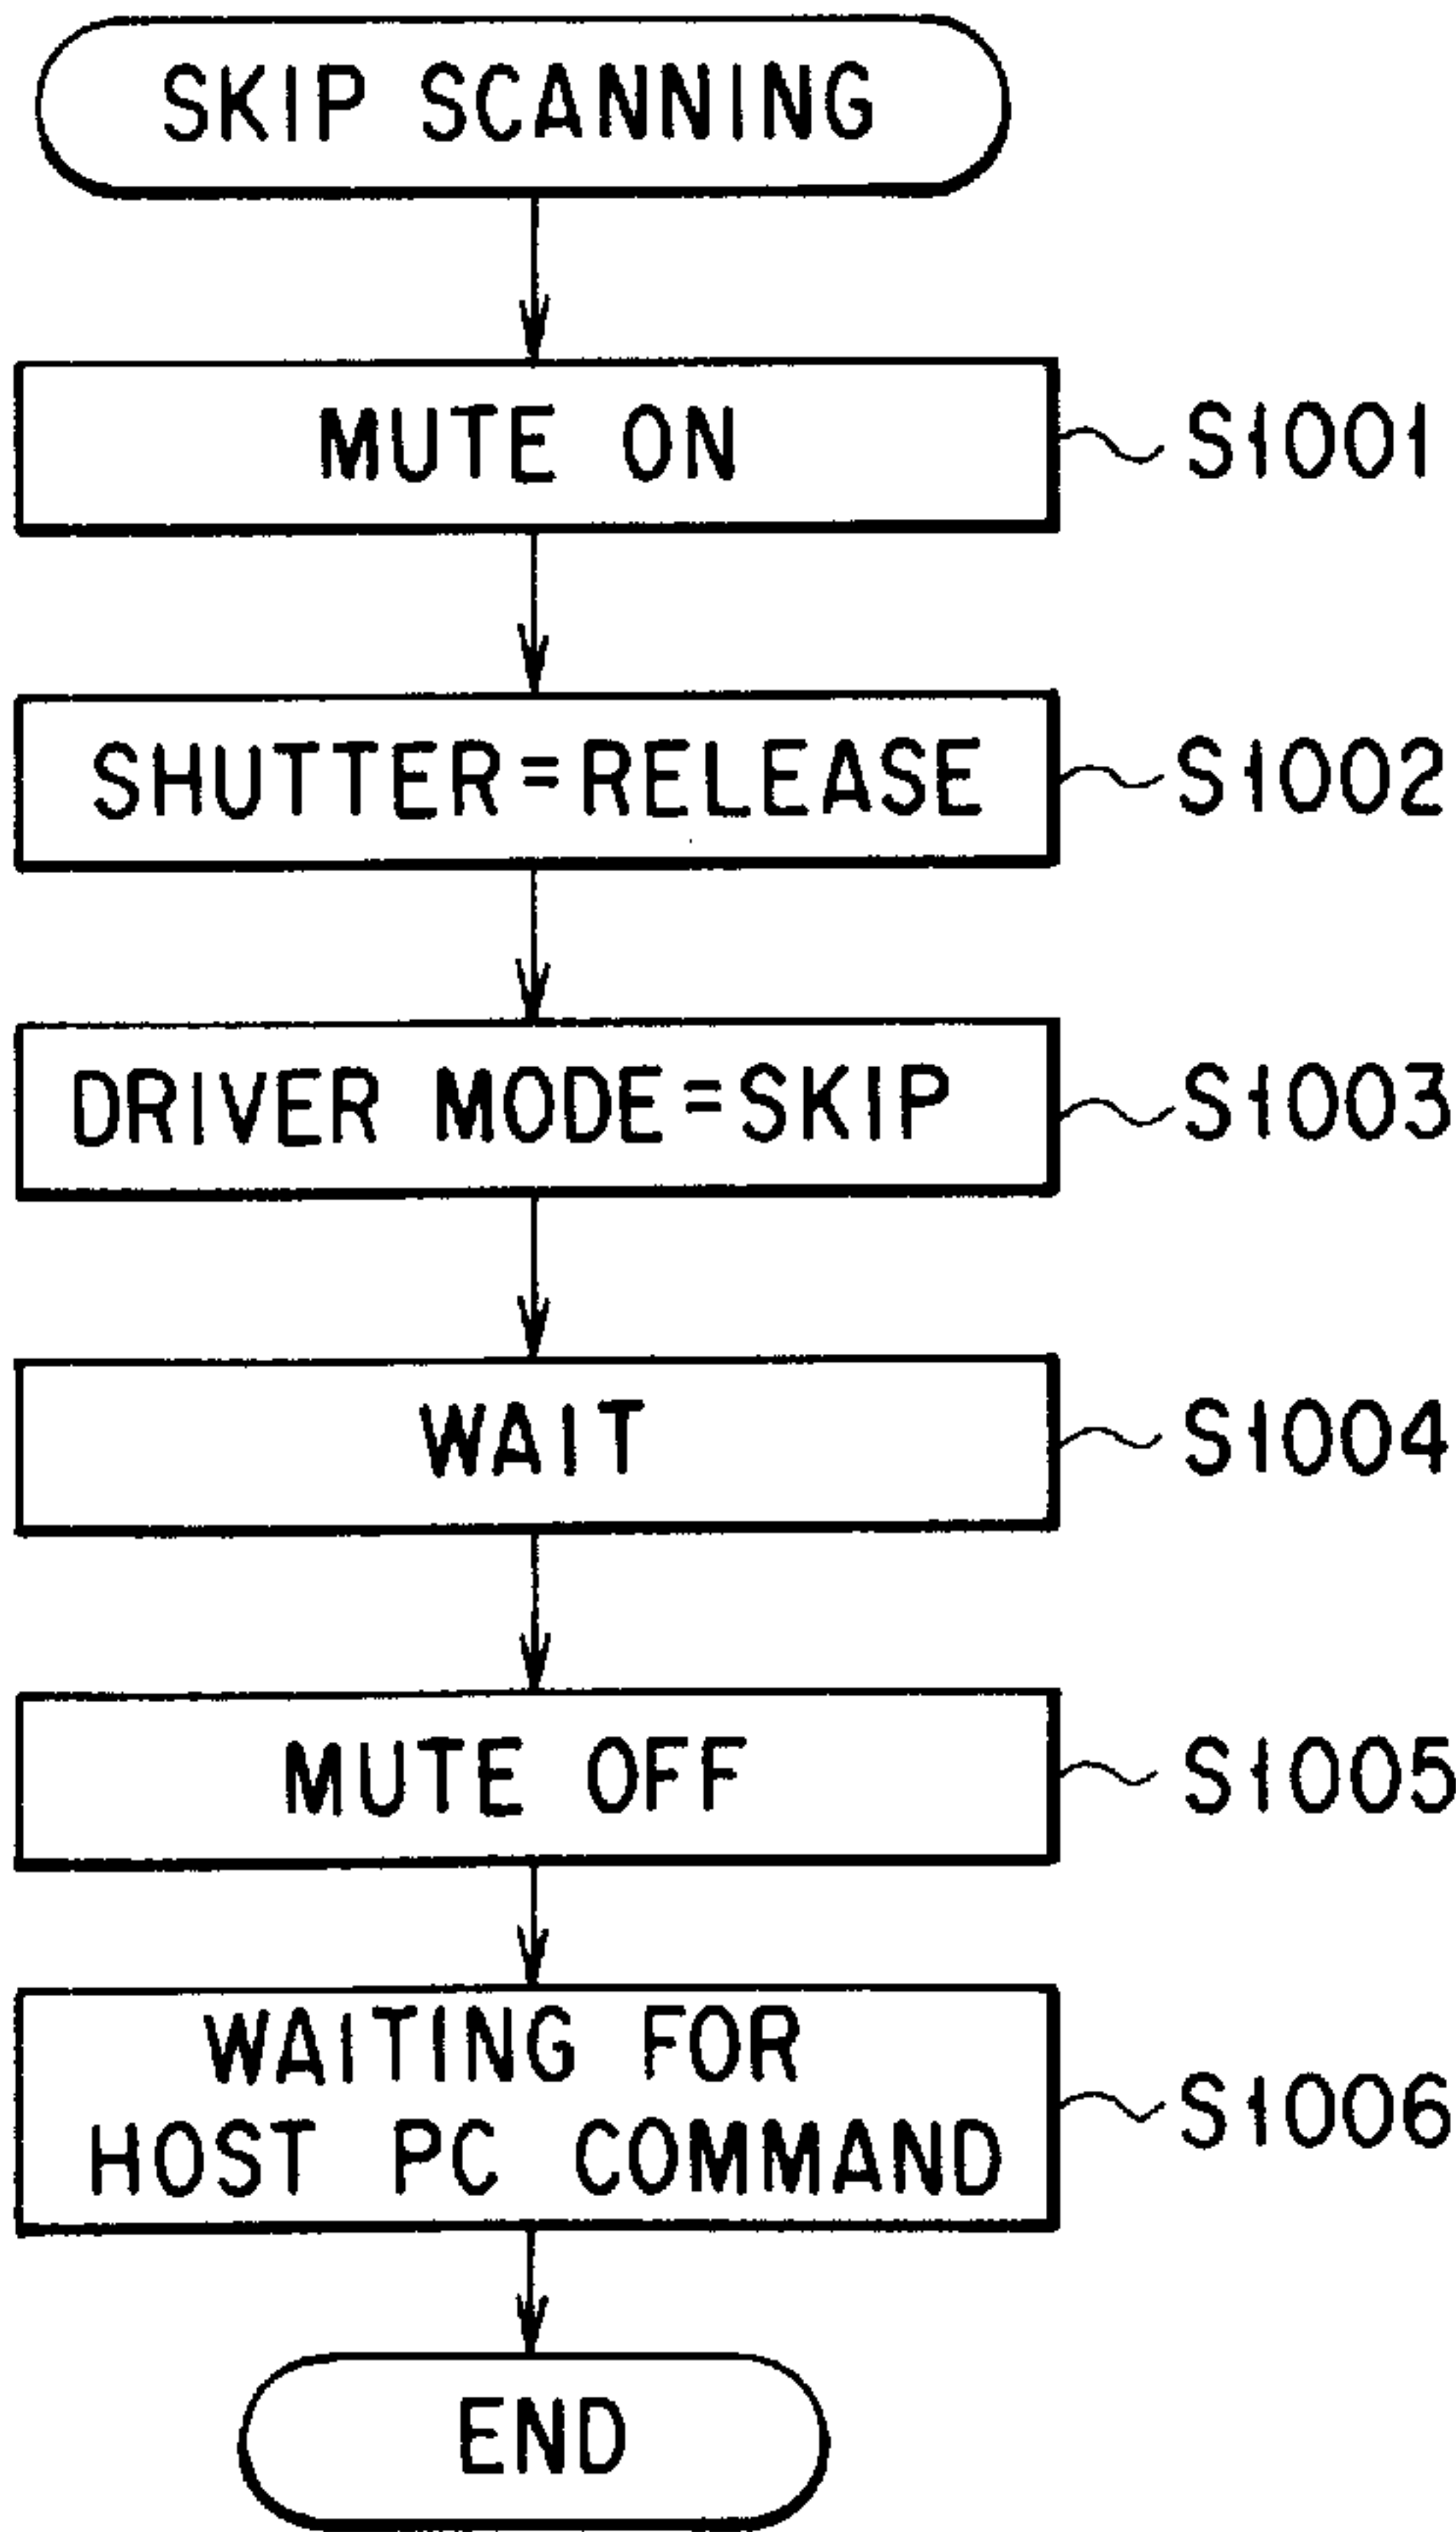 SKIP SCANNING
MUTE ON
S1001
SHUTTER=RELEASE
S1002
DRIVER MODE=SKIP
S1003
WAIT
S1004
MUTE OFF
S1005
WAITING FOR
HOST PC COMMAND
S1006
END